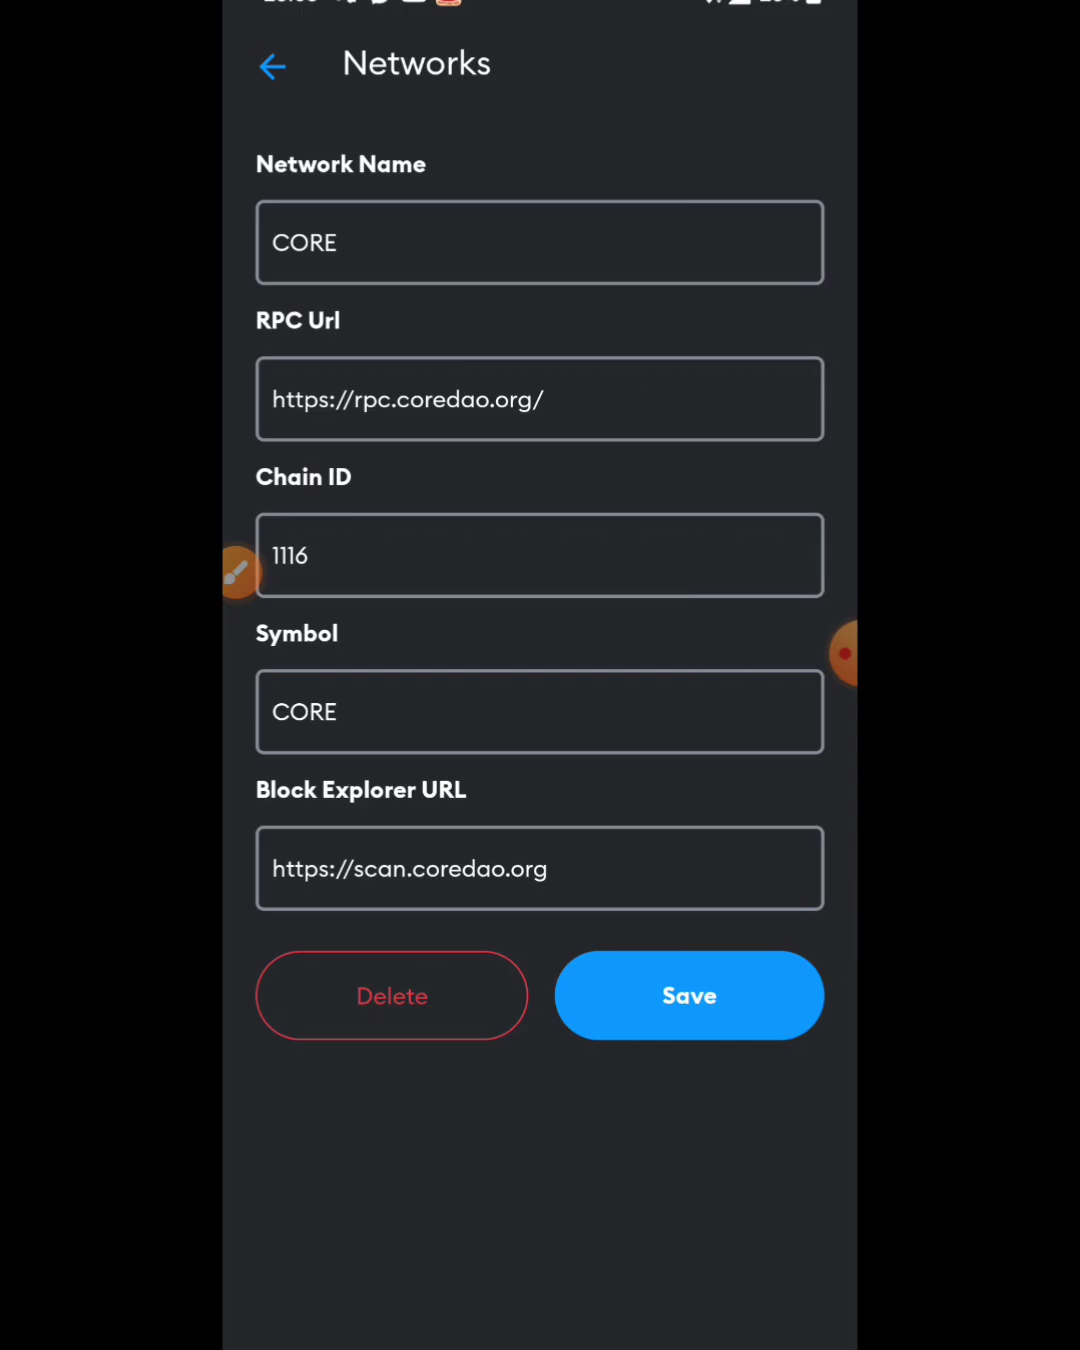 Networks
Network Name
CORE
RPC Url
https://rpc.coredao.org/
Chain ID
1116
Symbol
CORE
Block Explorer URL
https://scan.coredao.org
Delete
Save